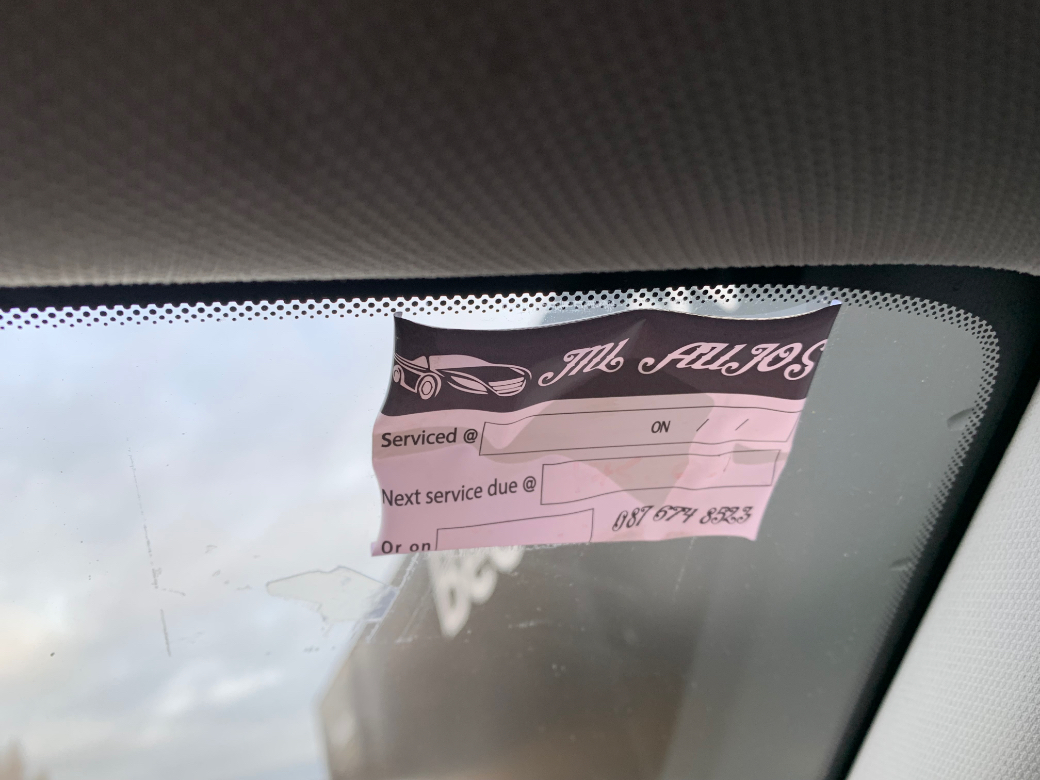 JML AUTOS
Serviced @ ON / /
Next service due @
087 674 8523
Or on